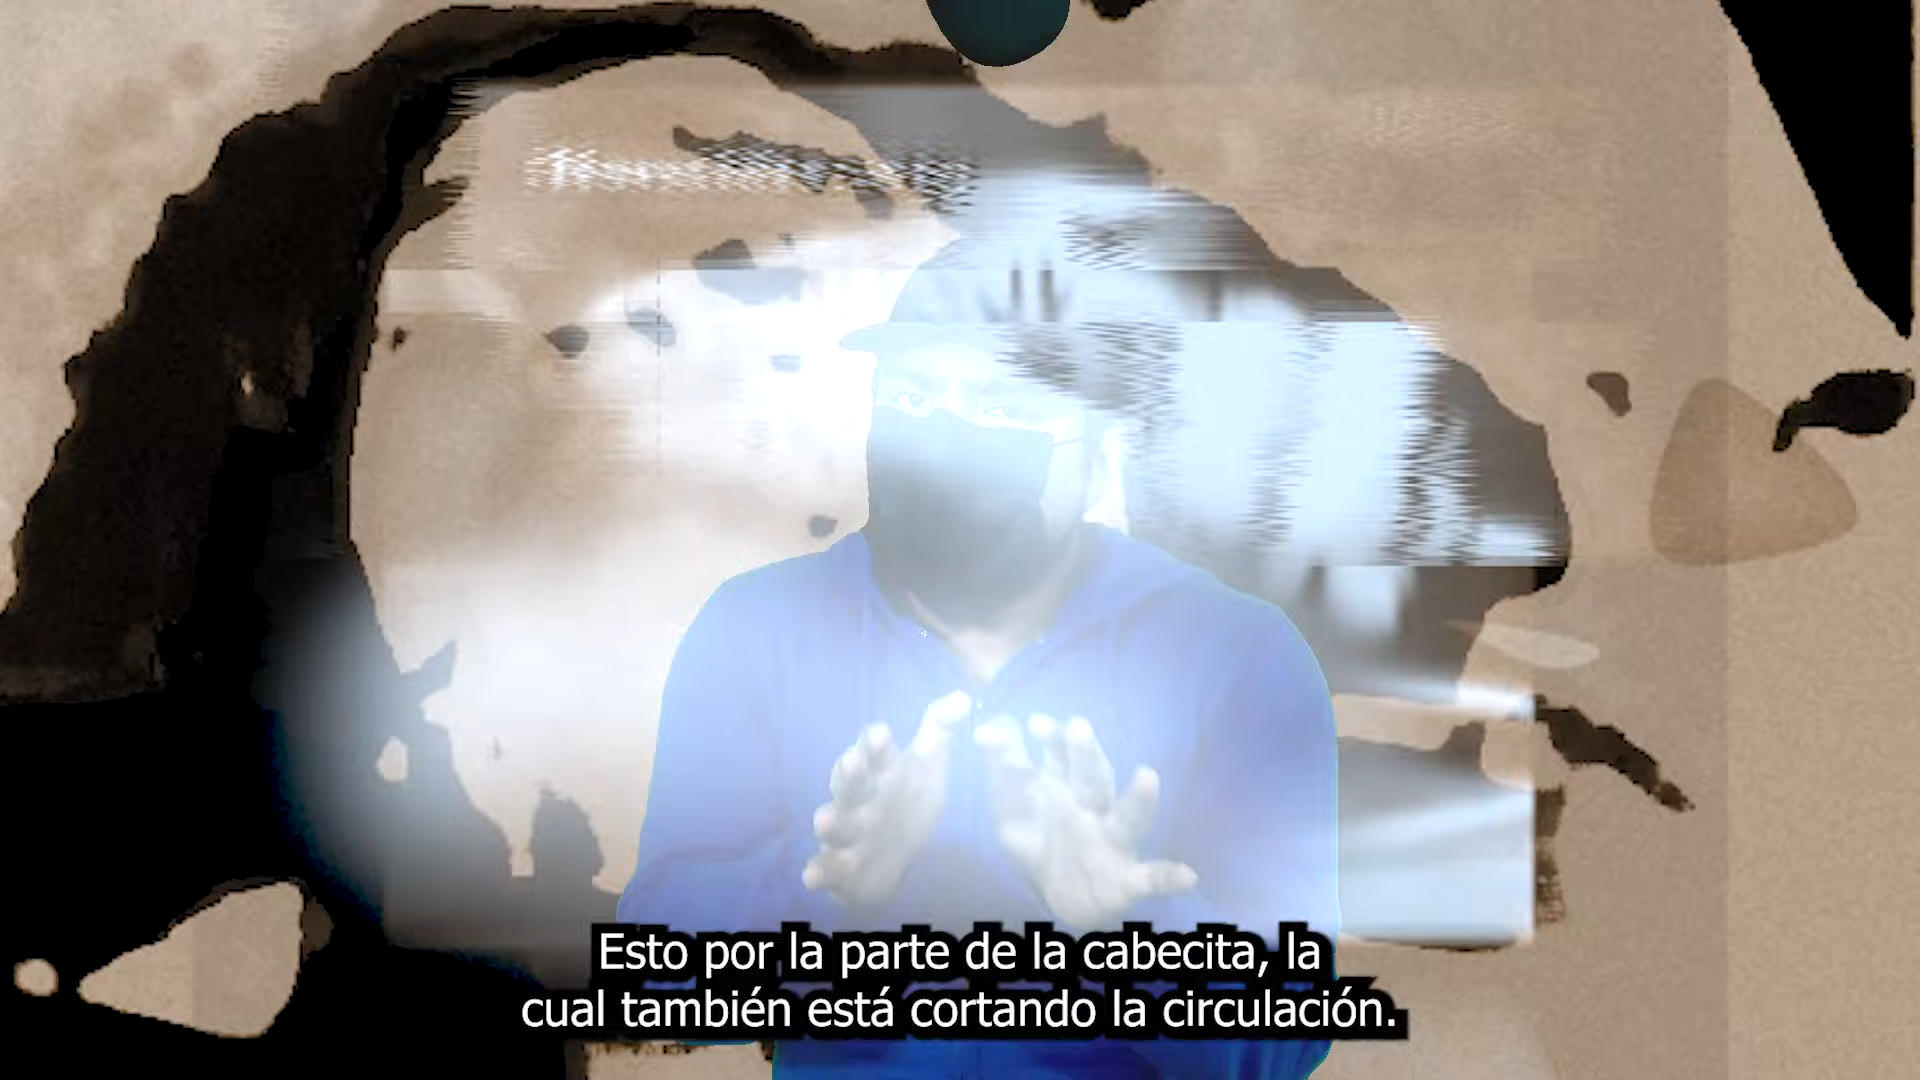 Esto por la parte de la cabecita, la
cual también está cortando la circulación.